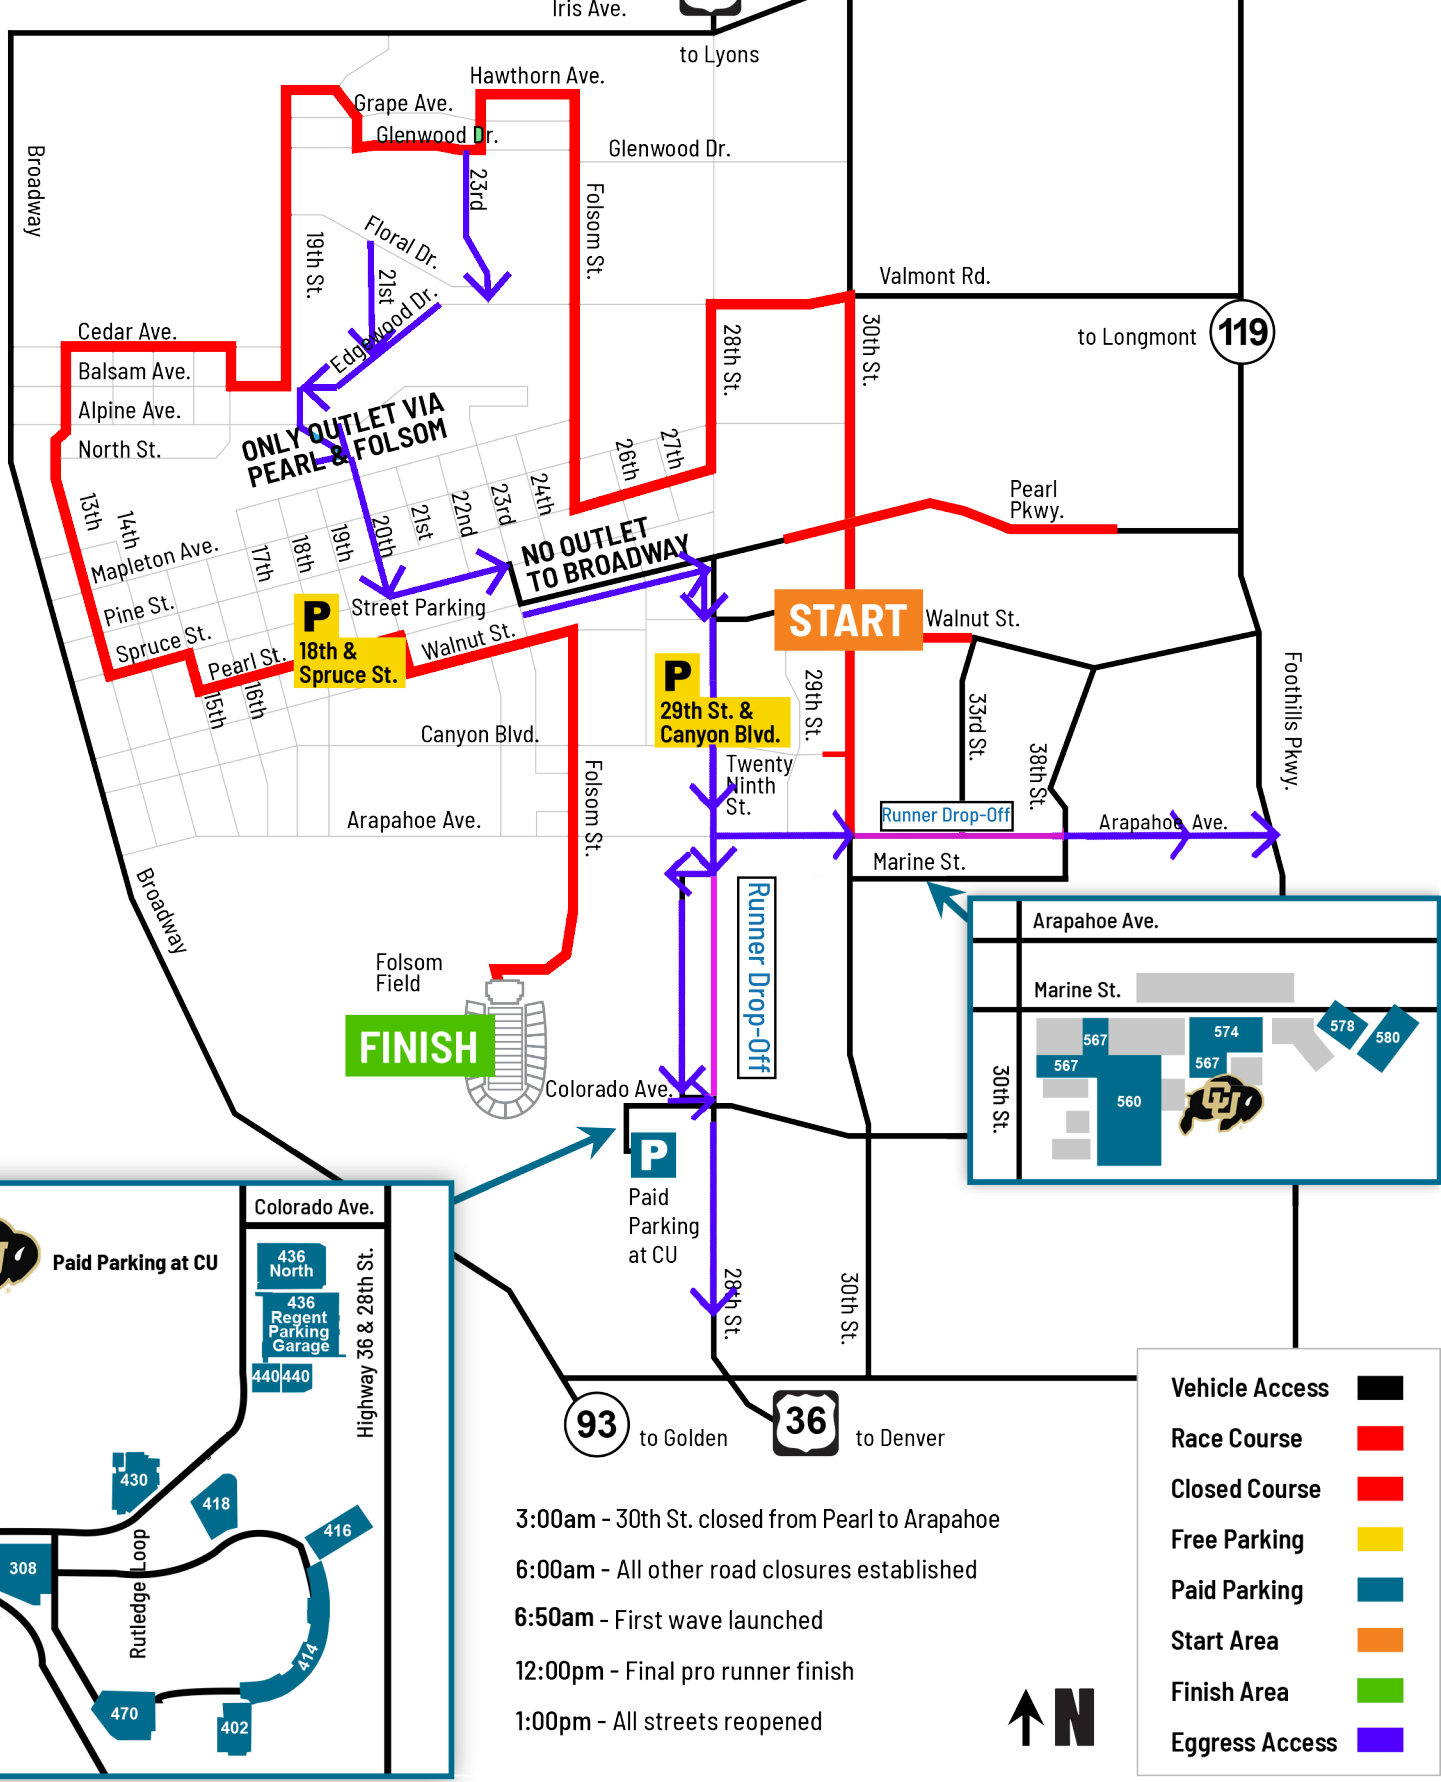 Iris Ave.
to Lyons
Hawthorn Ave.
Grape Ave.
Glenwood Dr.
Glenwood Dr.
Broadway
23rd
Folsom St.
Floral Dr.
19th St.
21st
Edgewood Dr.
Valmont Rd.
to Longmont
119
28th St.
30th St.
Cedar Ave.
Balsam Ave.
Alpine Ave.
North St.
ONLY OUTLET VIA
PEARL & FOLSOM
26th
27th
13th
14th
17th
18th
19th
20th
21st
22nd
23rd
24th
Pearl
Pkwy.
Mapleton Ave.
Pine St.
Spruce St.
Pearl St.
15th
16th
NO OUTLET
TO BROADWAY
Street Parking
Walnut St.
P
18th &
Spruce St.
START
Walnut St.
P
29th St. &
Canyon Blvd.
29th St.
33rd St.
38th St.
Foothills Pkwy.
Canyon Blvd.
Twenty
Ninth
St.
Folsom St.
Arapahoe Ave.
Runner Drop-Off
Arapahoe Ave.
Marine St.
Broadway
Runner Drop-Off
Folsom
Field
FINISH
Colorado Ave.
P
Paid
Parking
at CU
28th St.
30th St.
Arapahoe Ave.
Marine St.
30th St.
567
567
574
567
578
580
560
CU
Colorado Ave.
Paid Parking at CU
436
North
436
Regent
Parking
Garage
440
440
Highway 36 & 28th St.
430
418
416
308
Rutledge Loop
414
470
402
93
to Golden
36
to Denver
3:00am - 30th St. closed from Pearl to Arapahoe
6:00am - All other road closures established
6:50am - First wave launched
12:00pm - Final pro runner finish
1:00pm - All streets reopened
N
Vehicle Access
Race Course
Closed Course
Free Parking
Paid Parking
Start Area
Finish Area
Eggress Access